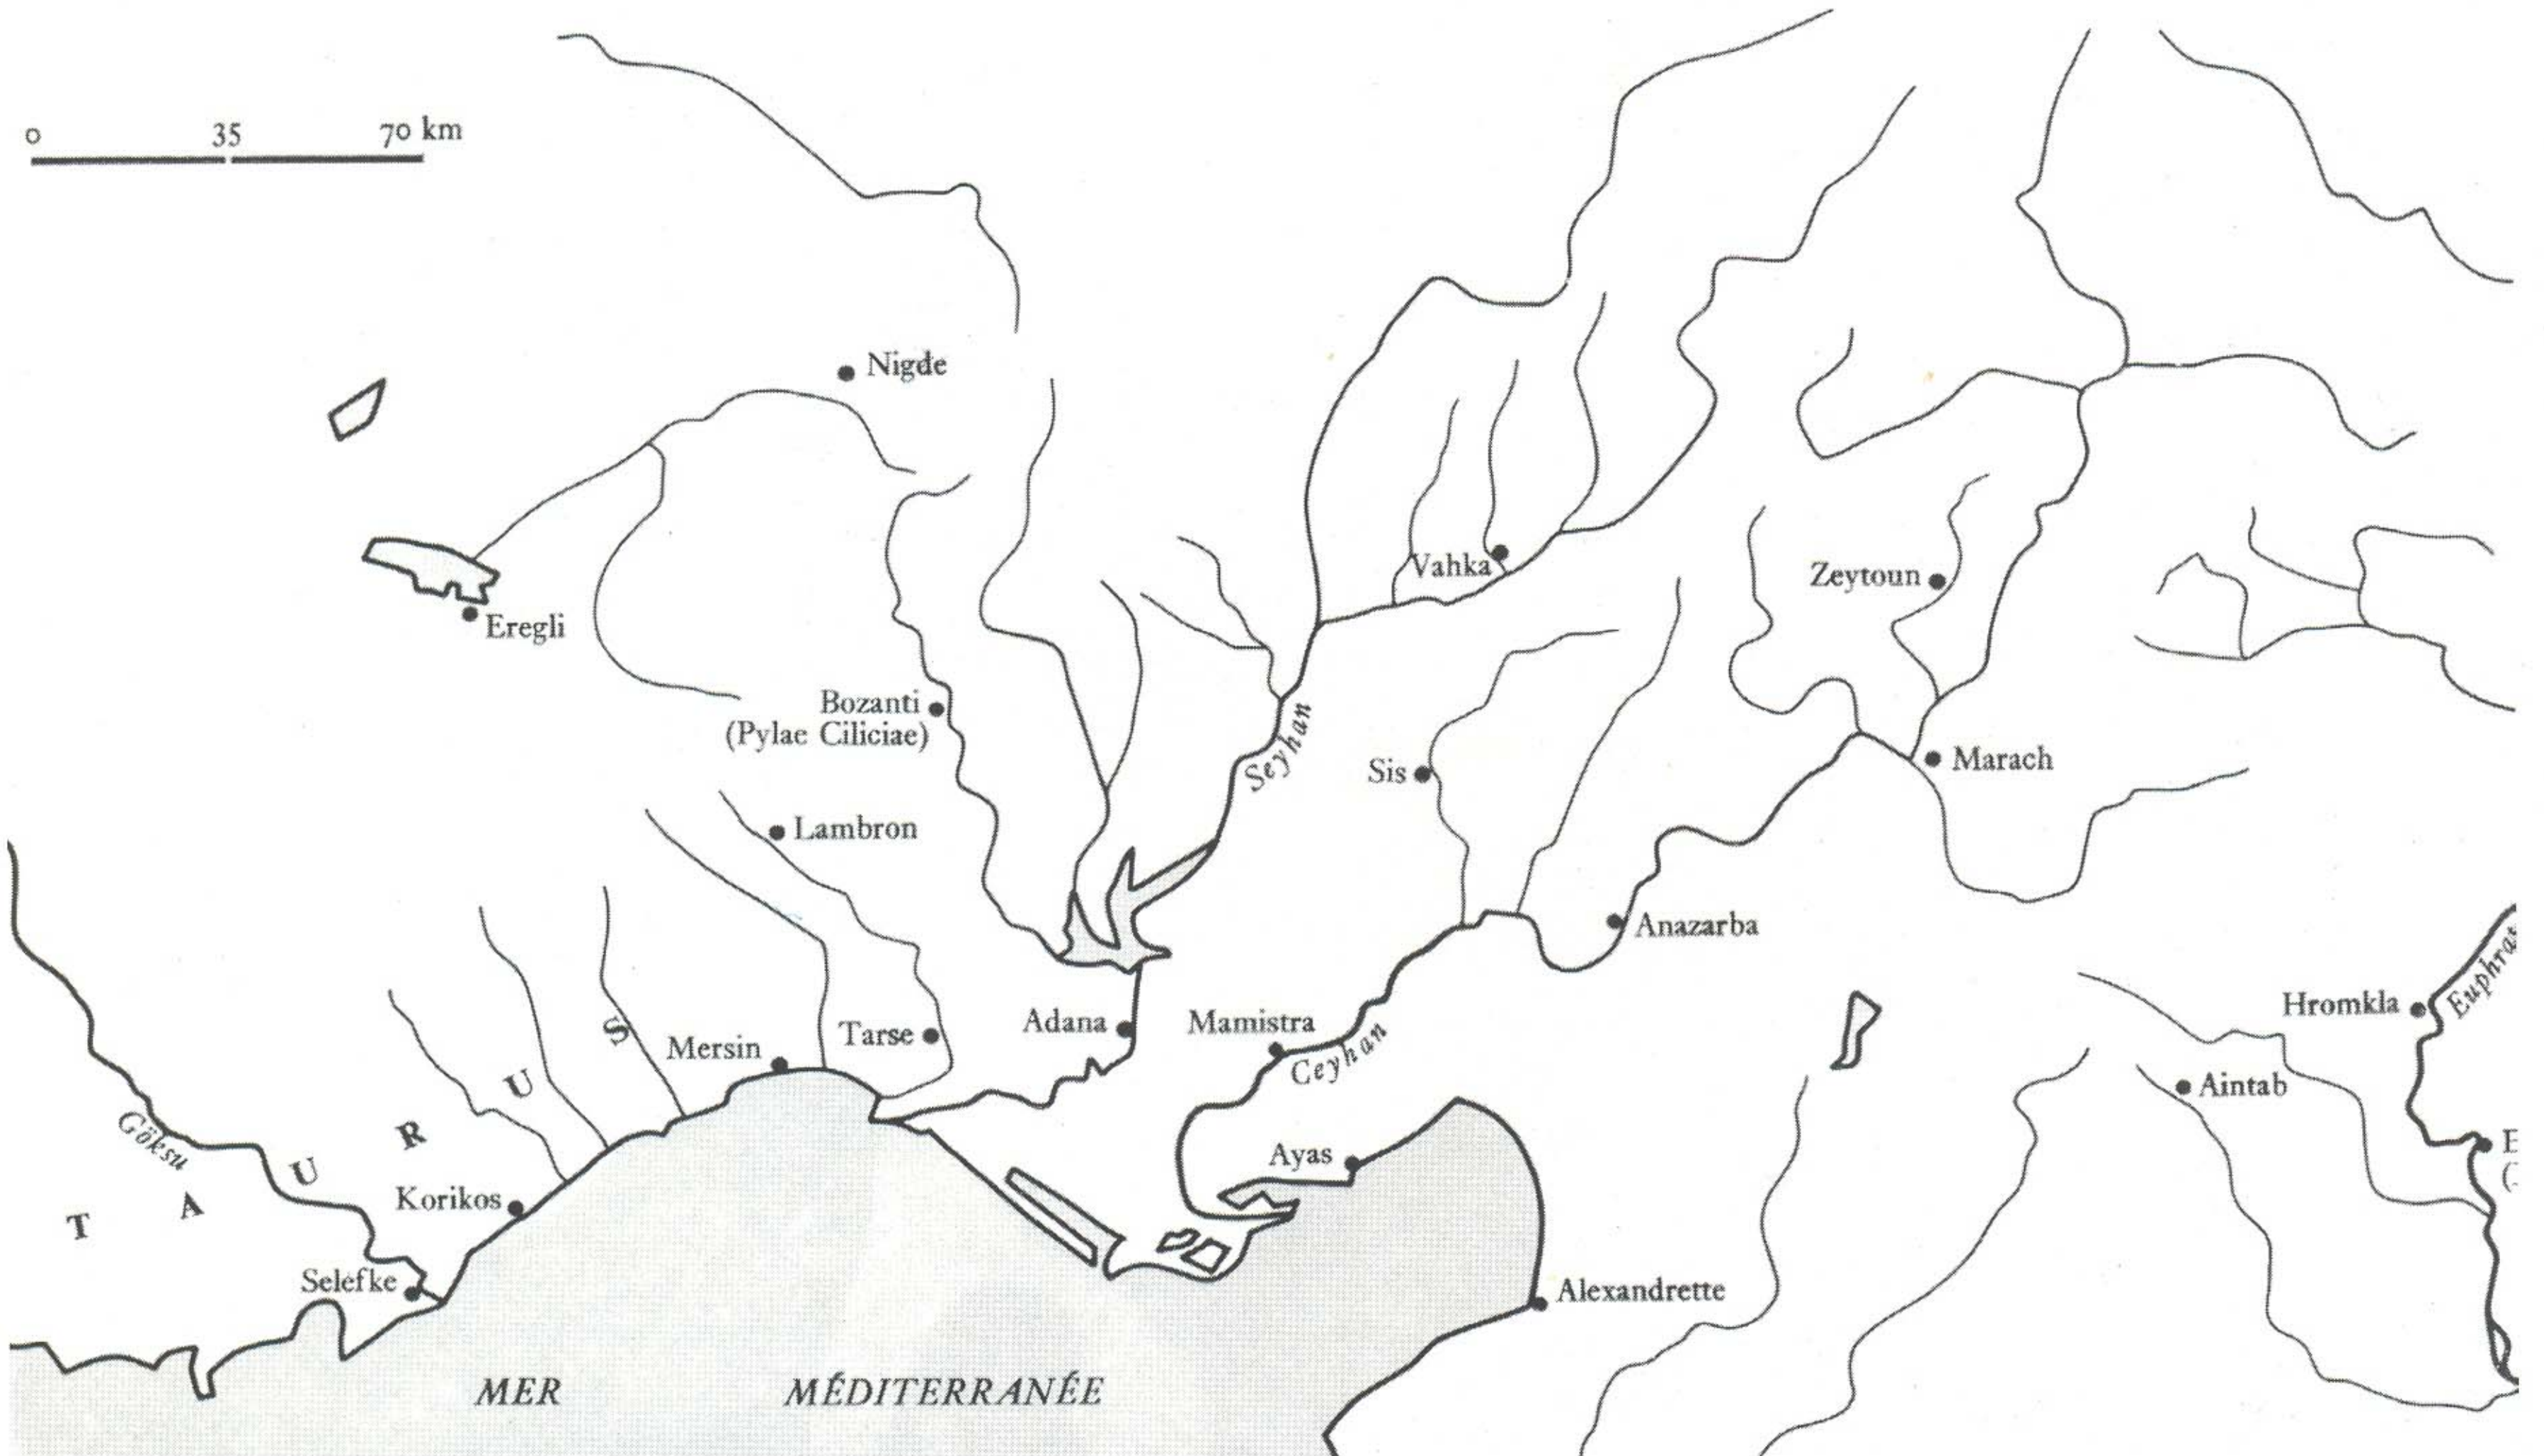 0 35 70 km
Nigde
Eregli
Vahka
Zeytoun
Bozanti
(Pylae Ciliciae)
Seyhan
Sis
Marach
Lambron
Anazarba
Hromkla
Adana
Mamistra
Tarse
Mersin
Ceyhan
Aintab
Göksu
TAURUS
Ayas
Korikos
Selefke
Alexandrette
MER MÉDITERRANÉE